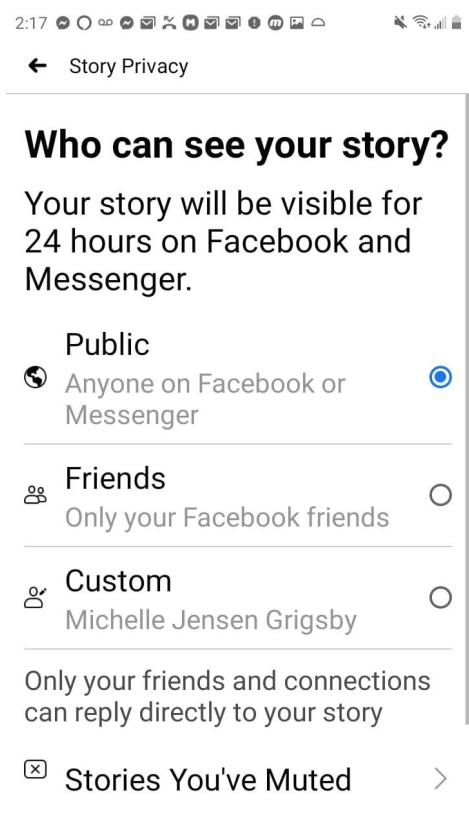 2:17
Story Privacy
Who can see your story?
Your story will be visible for
24 hours on Facebook and
Messenger.
Public
Anyone on Facebook or
Messenger
Friends
Only your Facebook friends
Custom
Michelle Jensen Grigsby
Only your friends and connections
can reply directly to your story
Stories You've Muted